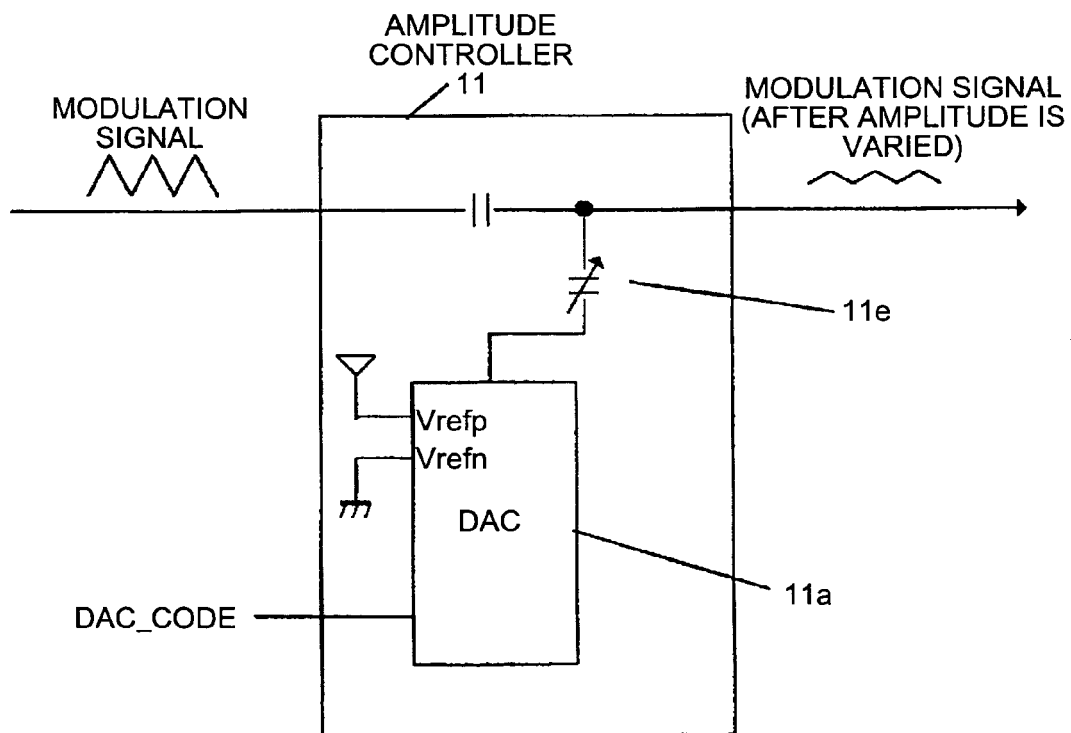 AMPLITUDE
CONTROLLER
11
MODULATION
SIGNAL
MODULATION SIGNAL
(AFTER AMPLITUDE IS
VARIED)
11e
Vrefp
Vrefn
DAC
11a
DAC_CODE